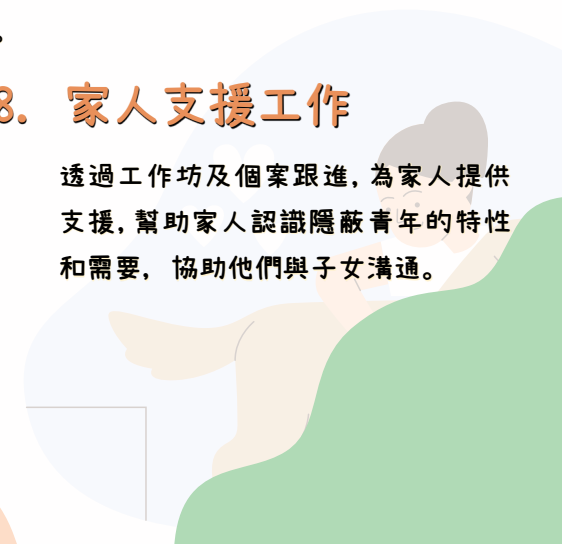 8. 家人支援工作
透過工作坊及個案跟進,為家人提供
支援,幫助家人認識隱蔽青年的特性
和需要, 協助他們與子女溝通。